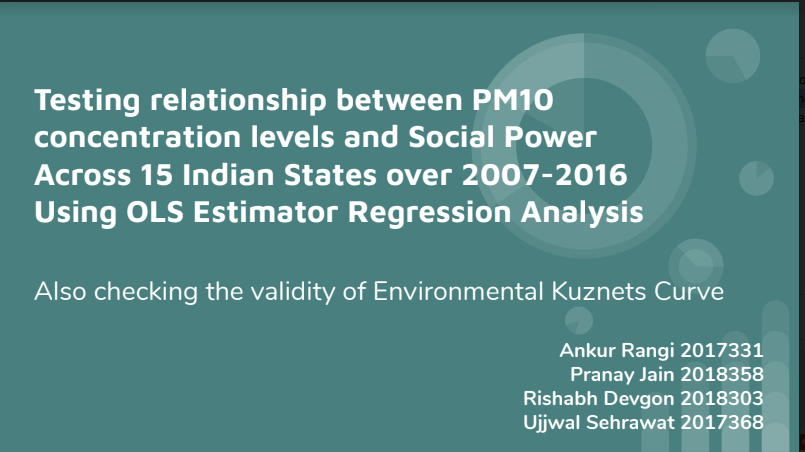 Testing relationship between PM10
concentration levels and Social Power
Across 15 Indian States over 2007-2016
Using OLS Estimator Regression Analysis
Also checking the validity of Environmental Kuznets Curve
Ankur Rangi 2017331
Pranay Jain 2018358
Rishabh Devgon 2018303
Ujjwal Sehrawat 2017368